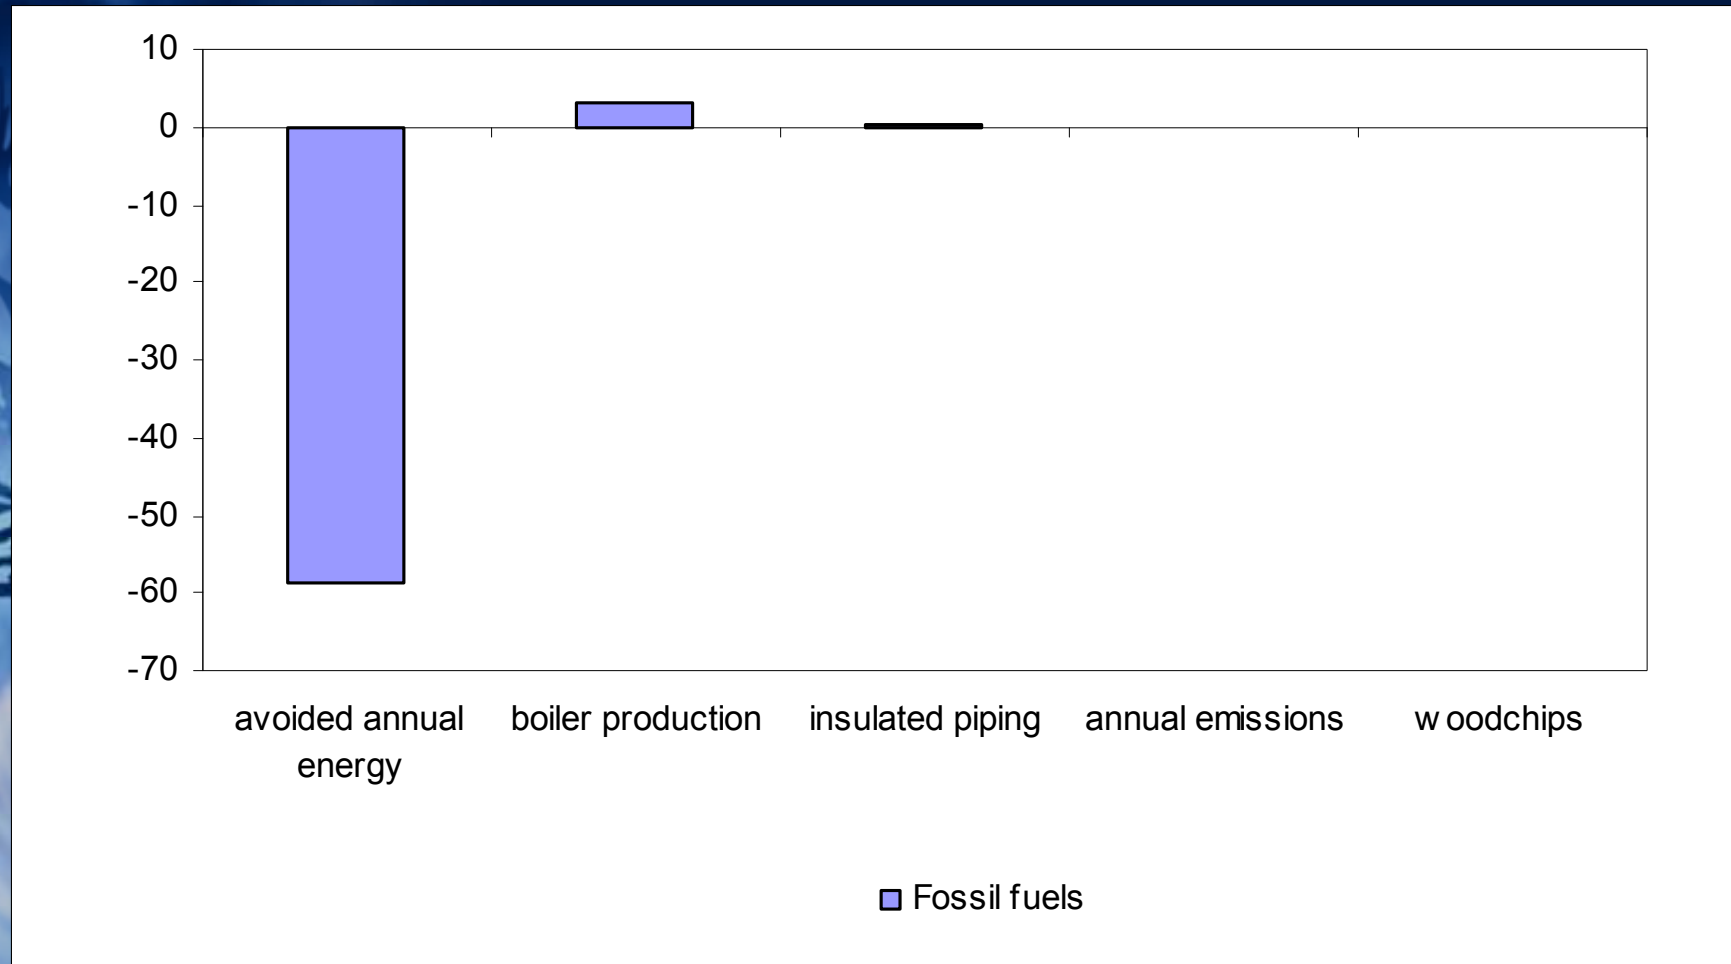 10
0
-10
-20
-30
-40
-50
-60
-70
avoided annual
energy
boiler production
insulated piping
annual emissions
woodchips
Fossil fuels